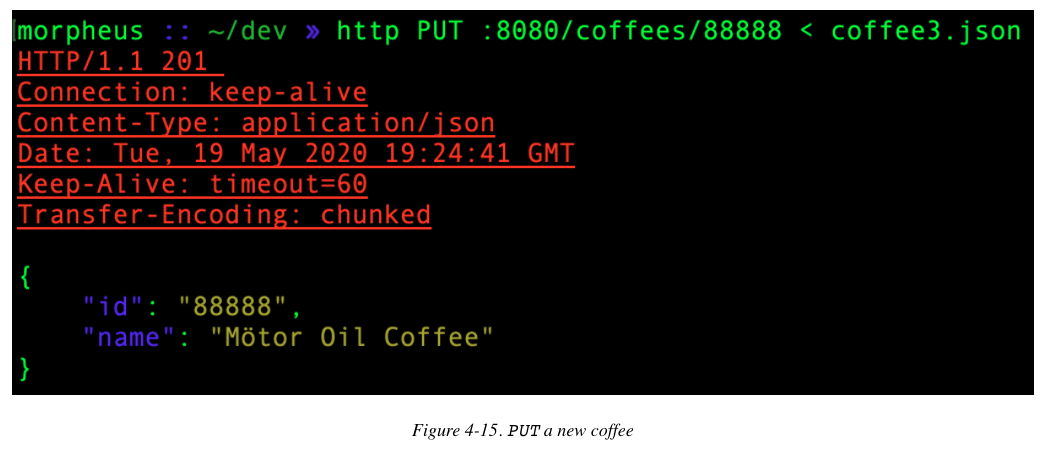 morpheus :: ~/dev » http PUT :8080/coffees/88888 < coffee3.json
HTTP/1.1 201
Connection: keep-alive
Content-Type: application/json
Date: Tue, 19 May 2020 19:24:41 GMT
Keep-Alive: timeout=60
Transfer-Encoding: chunked
{
"id": "88888",
"name": "Mötor Oil Coffee"
}
Figure 4-15. PUT a new coffee